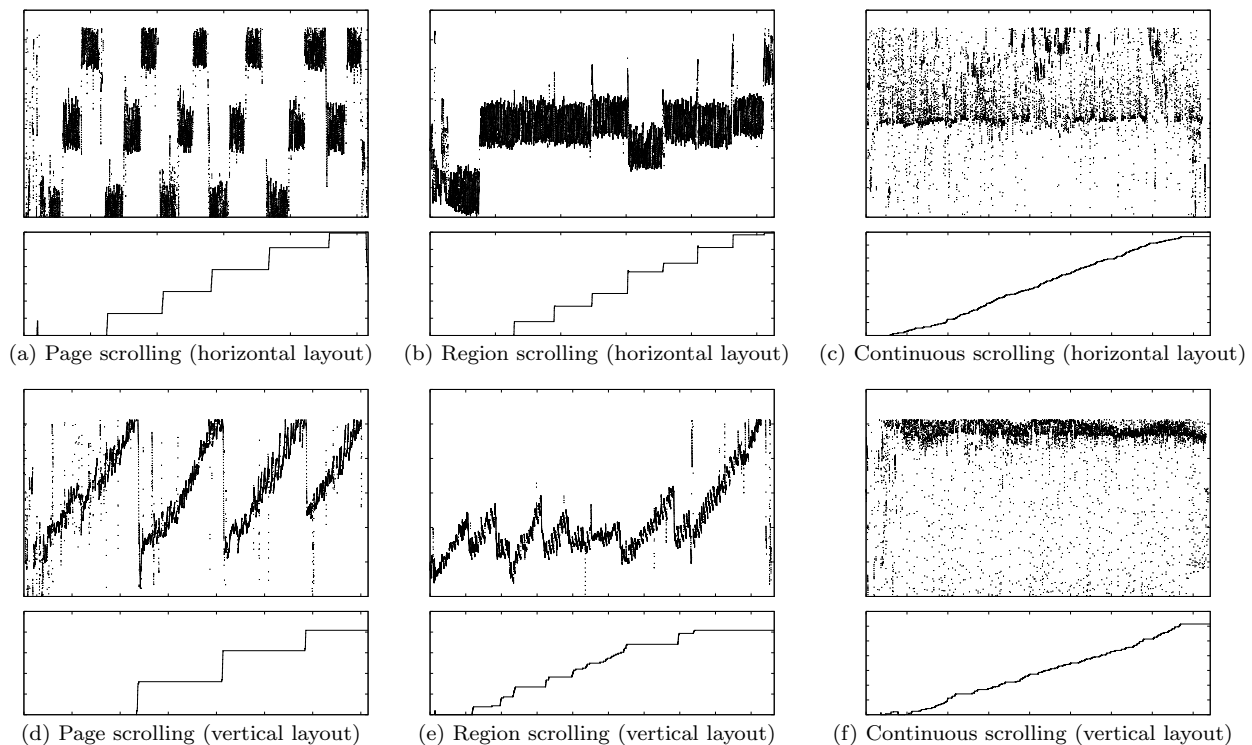 (a) Page scrolling (horizontal layout)
(b) Region scrolling (horizontal layout)
(c) Continuous scrolling (horizontal layout)
(d) Page scrolling (vertical layout)
(e) Region scrolling (vertical layout)
(f) Continuous scrolling (vertical layout)